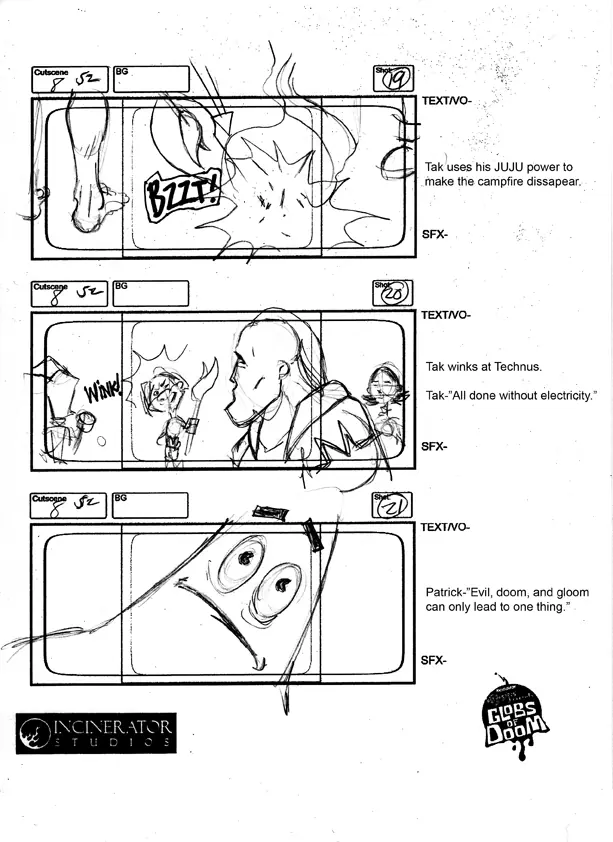 Cutscene
8 S2
BG
Shot
19
TEXT/VO-
BZZT!
Tak uses his JUJU power to
make the campfire dissapear.
SFX-
Cutscene
8 S2
BG
Shot
20
TEXT/VO-
WiNK!
Tak winks at Technus.
Tak-"All done without electricity."
SFX-
Cutscene
8 S2
BG
Shot
21
TEXT/VO-
Patrick-"Evil, doom, and gloom
can only lead to one thing."
SFX-
INCINERATOR
STUDIOS
GLOBS
OF
DOOM